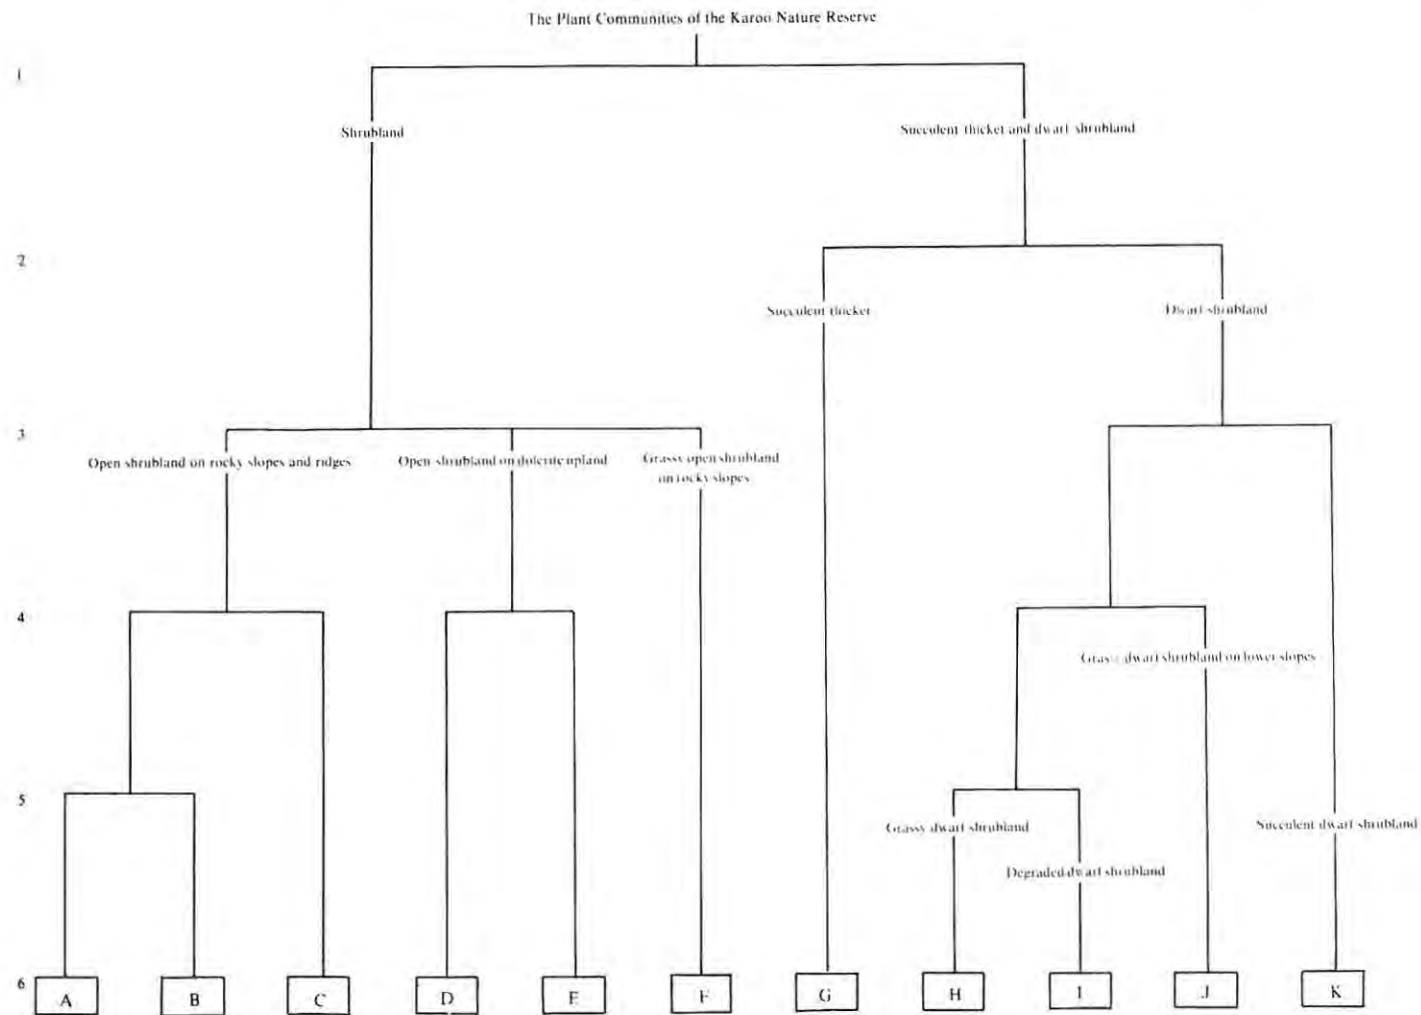 The Plant Communities of the Karoo Nature Reserve
1
Shrubland
Succulent thicket and dwarf shrubland
2
Succulent thicket
Dwarf shrubland
3
Open shrubland on rocky slopes and ridges
Open shrubland on dolerite upland
Grassy open shrubland
on rocky slopes
4
Grassy dwarf shrubland on lower slopes
5
Grassy dwarf shrubland
Succulent dwarf shrubland
Degraded dwarf shrubland
6
A
B
C
D
E
F
G
H
I
J
K